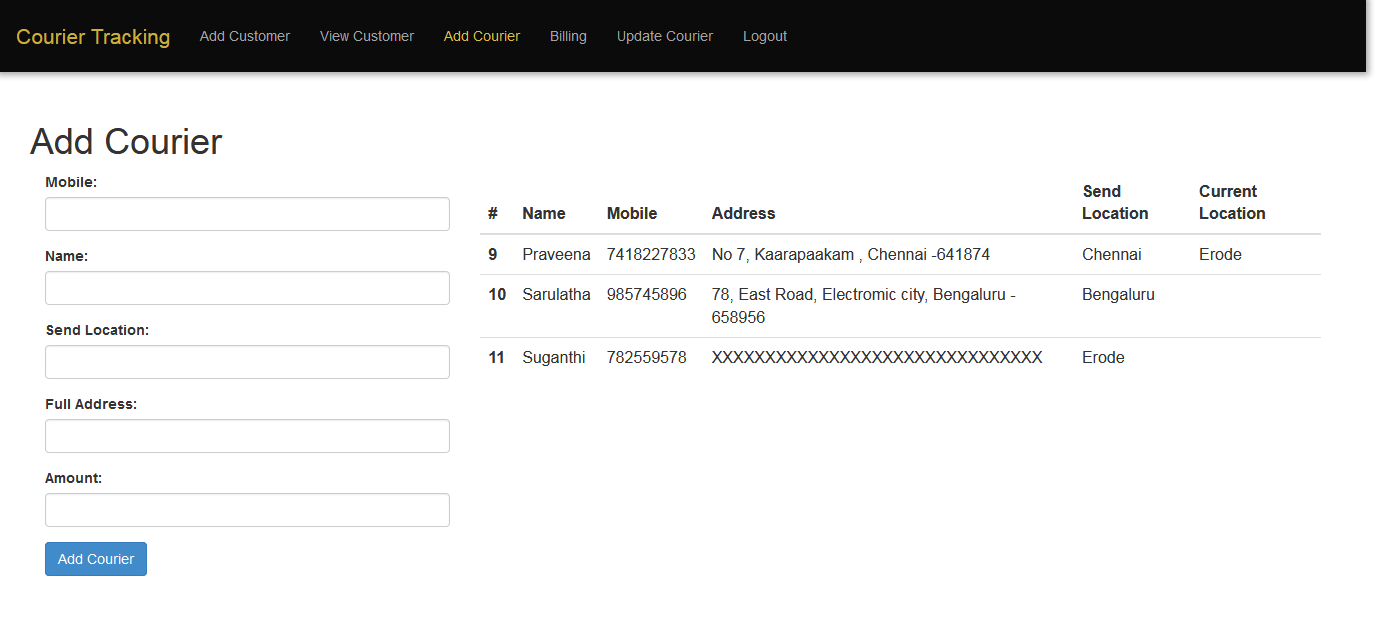 Courier Tracking Add Customer View Customer Add Courier Billing Update Courier Logout
Add Courier
Mobile:
Name:
Send Location:
Full Address:
Amount:
Add Courier
# Name Mobile Address Send Location Current Location
9 Praveena 7418227833 No 7, Kaarapaakam , Chennai -641874 Chennai Erode
10 Sarulatha 985745896 78, East Road, Electromic city, Bengaluru - Bengaluru
658956
11 Suganthi 782559578 XXXXXXXXXXXXXXXXXXXXXXXXXXXXXXX Erode